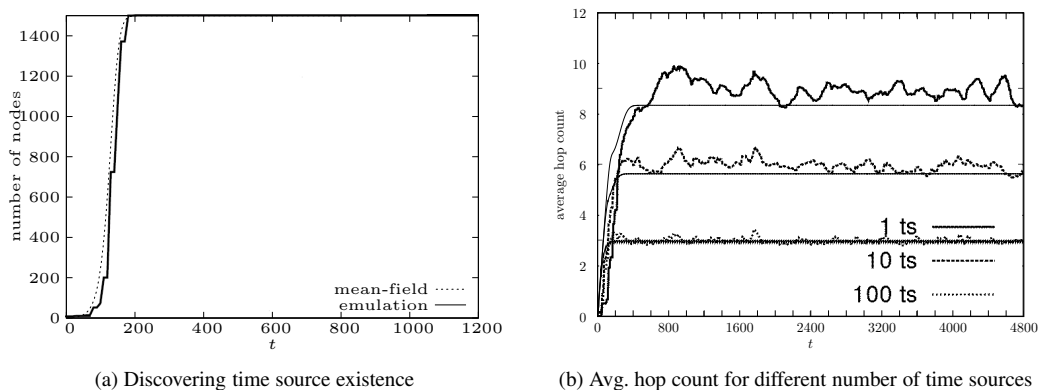 1400
1200
1000
800
600
400
200
0
number of nodes
mean-field
emulation
0 200 400 600 800 1000 1200
t
(a) Discovering time source existence
12
10
8
6
4
2
0
average hop count
1 ts
10 ts
100 ts
0 800 1600 2400 3200 4000 4800
t
(b) Avg. hop count for different number of time sources